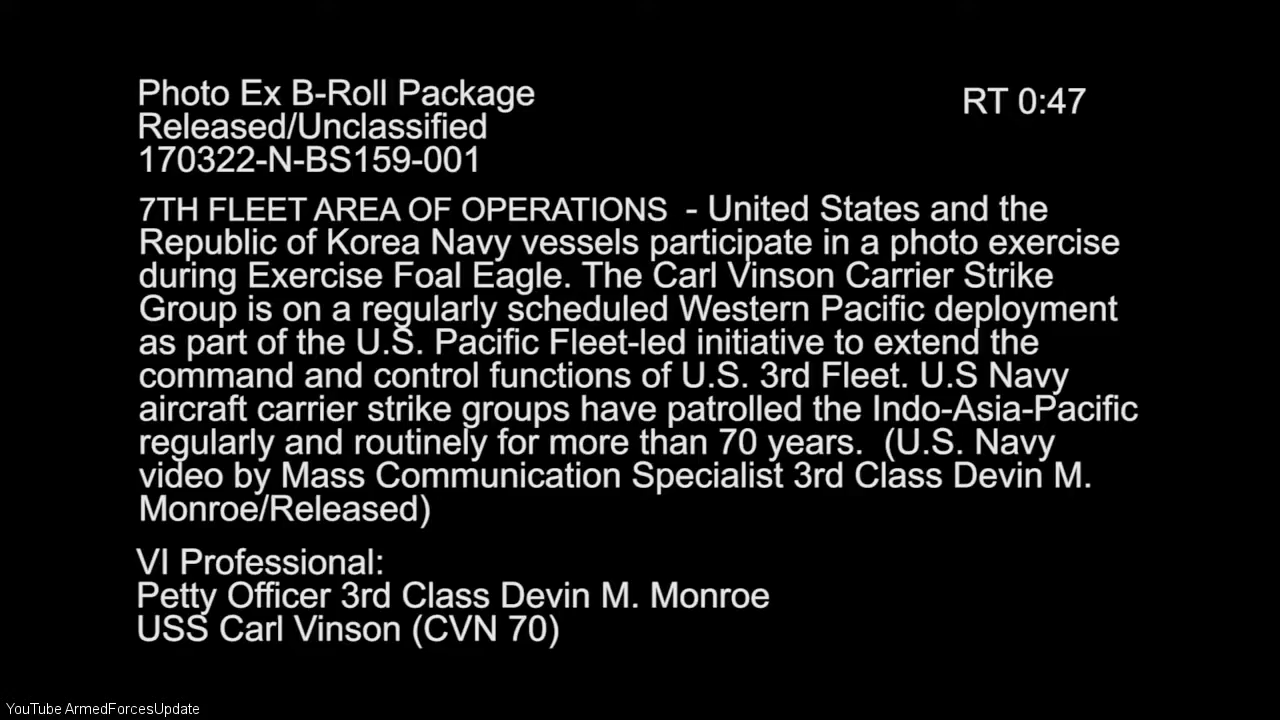 Photo Ex B-Roll Package
RT 0:47
Released/Unclassified
170322-N-BS159-001
7TH FLEET AREA OF OPERATIONS - United States and the
Republic of Korea Navy vessels participate in a photo exercise
during Exercise Foal Eagle. The Carl Vinson Carrier Strike
Group is on a regularly scheduled Western Pacific deployment
as part of the U.S. Pacific Fleet-led initiative to extend the
command and control functions of U.S. 3rd Fleet. U.S Navy
aircraft carrier strike groups have patrolled the Indo-Asia-Pacific
regularly and routinely for more than 70 years. (U.S. Navy
video by Mass Communication Specialist 3rd Class Devin M.
Monroe/Released)
VI Professional:
Petty Officer 3rd Class Devin M. Monroe
USS Carl Vinson (CVN 70)
YouTube ArmedForcesUpdate